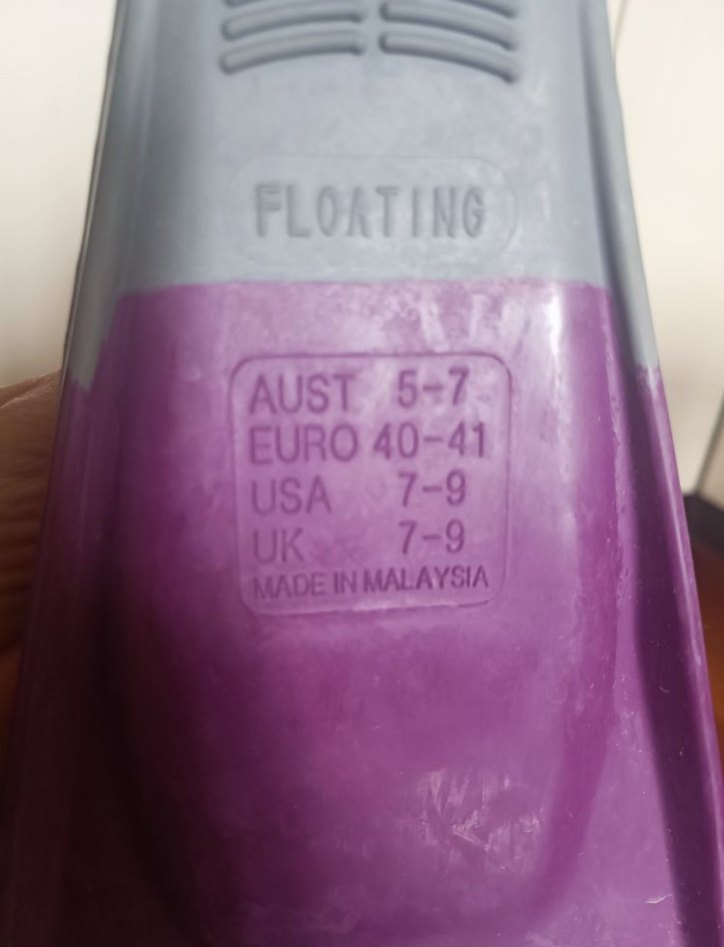 FLOATING
AUST 5-7
EURO 40-41
USA 7-9
UK 7-9
MADE IN MALAYSIA